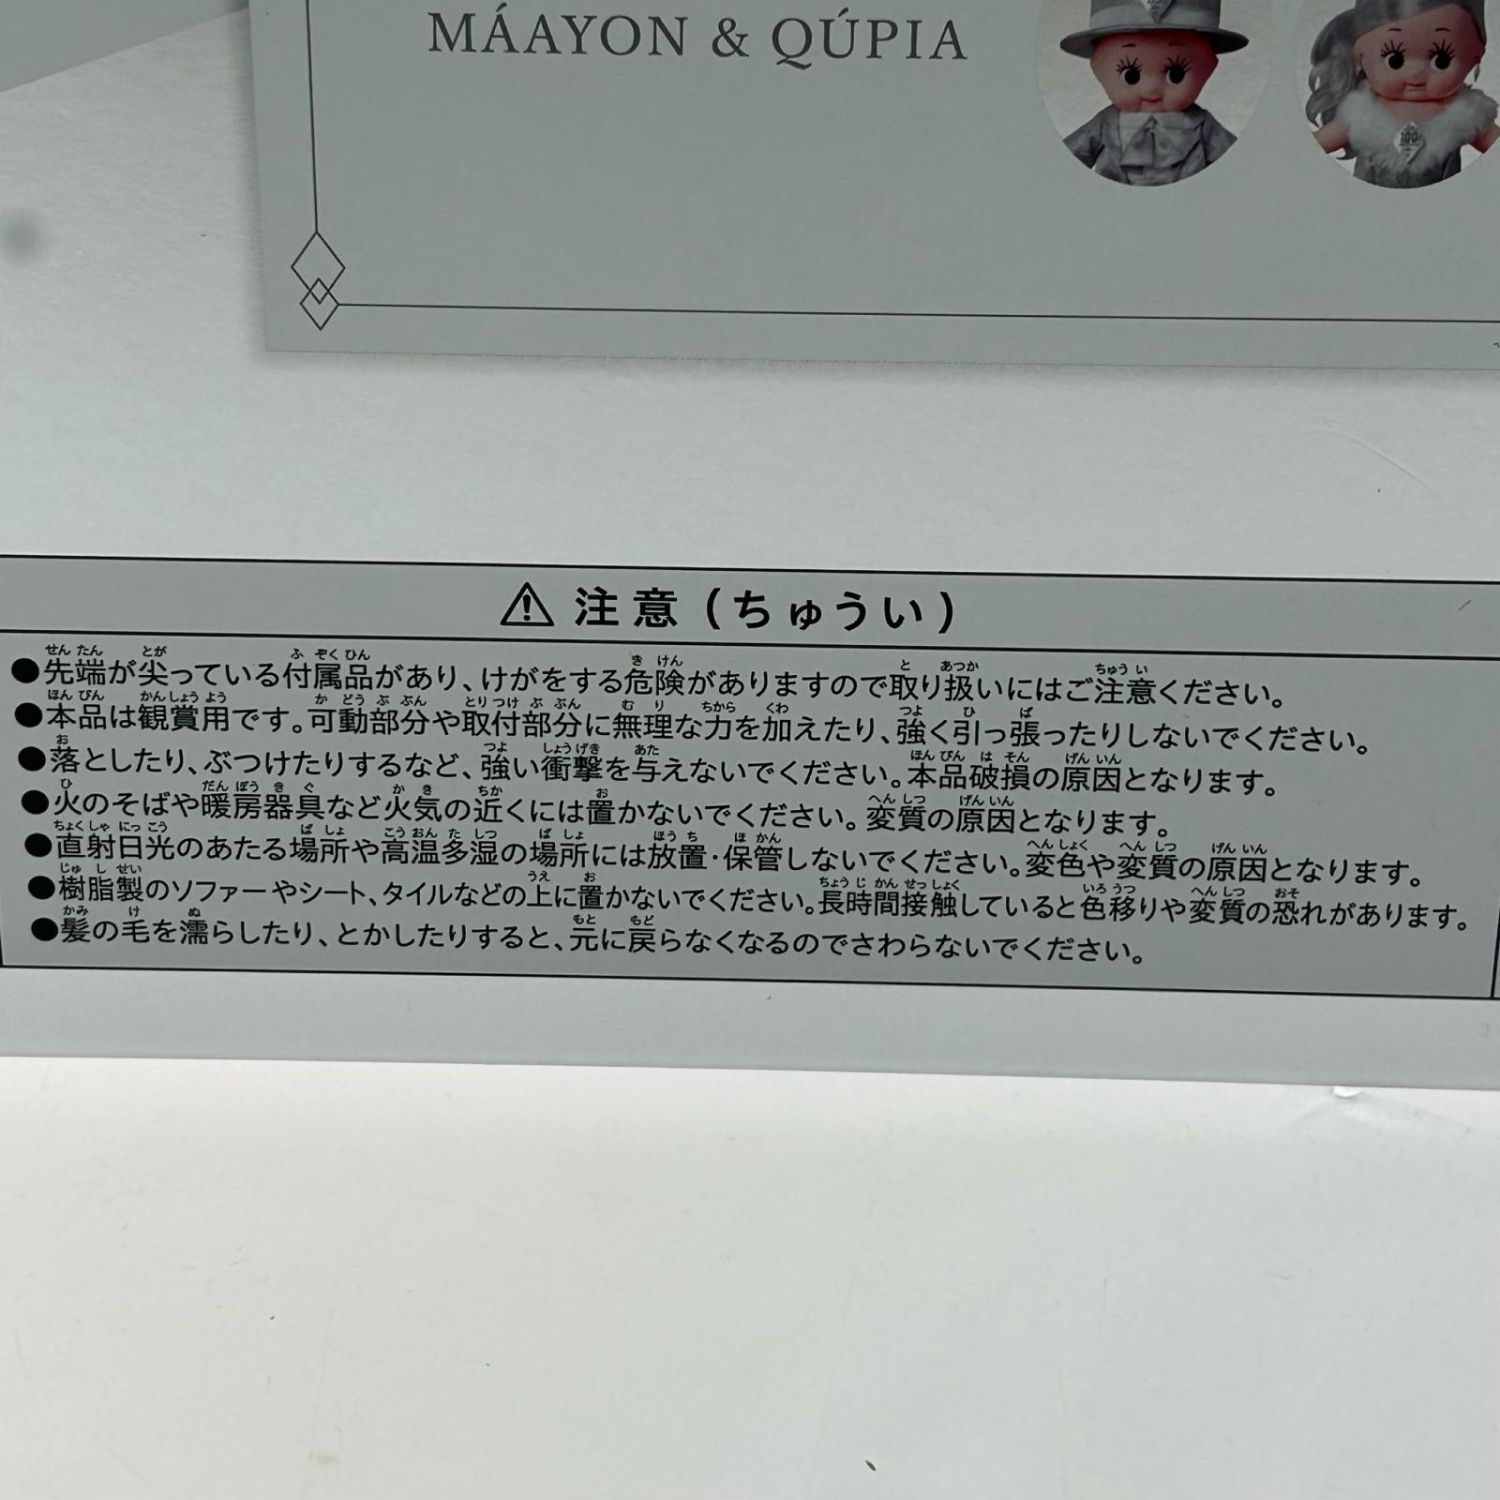 MÁAYON & QÚPIA
100
注意(ちゅうい)
●先端が尖っている付属品があり、けがをする危険がありますので取り扱いにはご注意ください。
●本品は観賞用です。可動部分や取付部分に無理な力を加えたり、強く引っ張ったりしないでください。
●落としたり、ぶつけたりするなど、強い衝撃を与えないでください。本品破損の原因となります。
●火のそばや暖房器具など火気の近くには置かないでください。変質の原因となります。
●直射日光のあたる場所や高温多湿の場所には放置・保管しないでください。変色や変質の原因となります。
●樹脂製のソファーやシート、タイルなどの上に置かないでください。長時間接触していると色移りや変質の恐れがあります。
●髪の毛を濡らしたり、とかしたりすると、元に戻らなくなるのでさわらないでください。